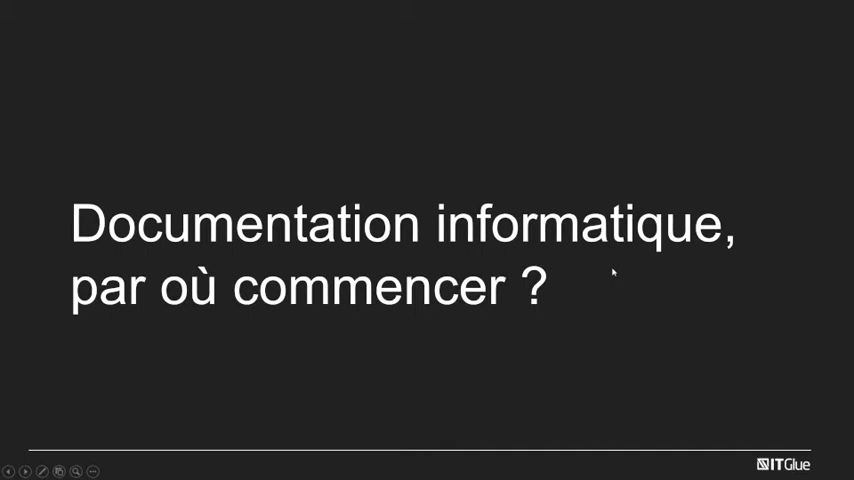 Documentation informatique,
par où commencer ?
ITGlue